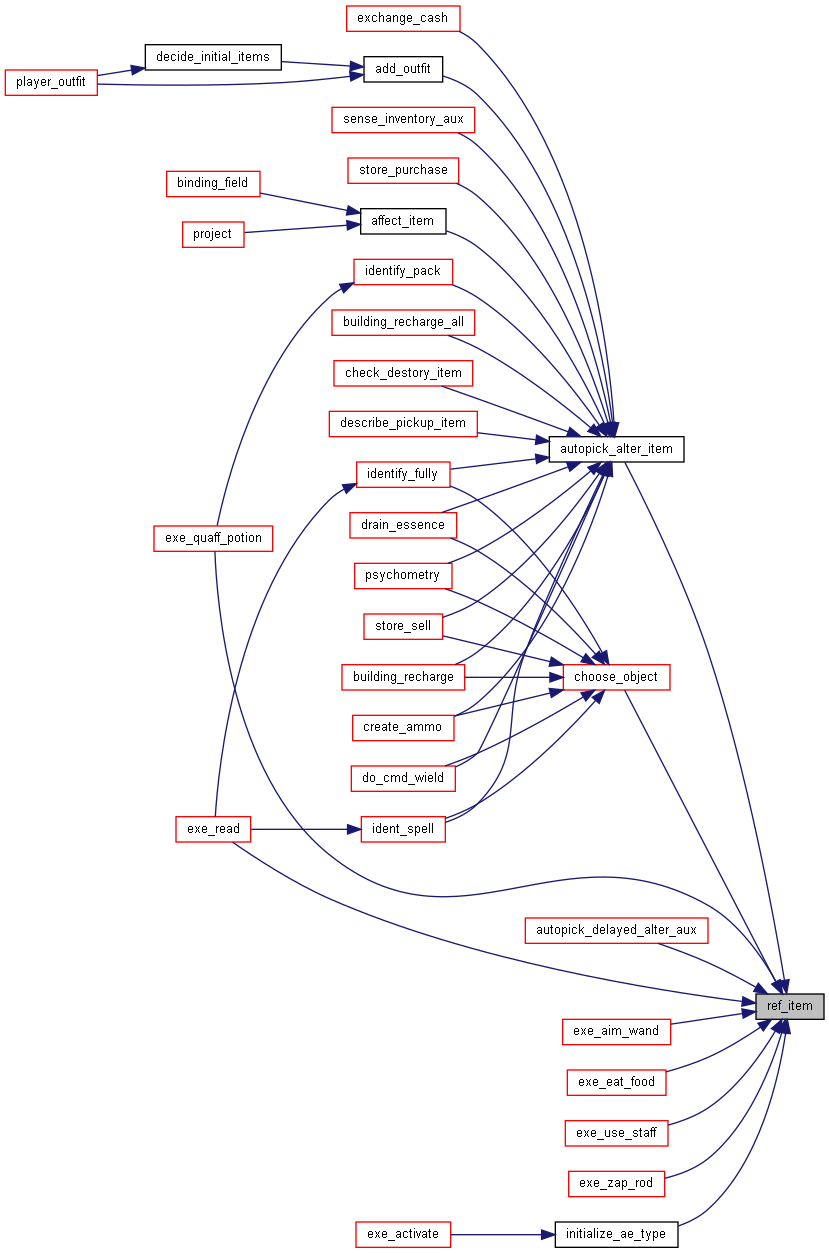 exchange_cash
decide_initial_items
add_outfit
player_outfit
sense_inventory_aux
store_purchase
binding_field
affect_item
project
identify_pack
building_recharge_all
check_destory_item
describe_pickup_item
autopick_alter_item
identify_fully
drain_essence
exe_quaff_potion
psychometry
store_sell
building_recharge
choose_object
create_ammo
do_cmd_wield
exe_read
ident_spell
autopick_delayed_alter_aux
ref_item
exe_aim_wand
exe_eat_food
exe_use_staff
exe_zap_rod
exe_activate
initialize_ae_type